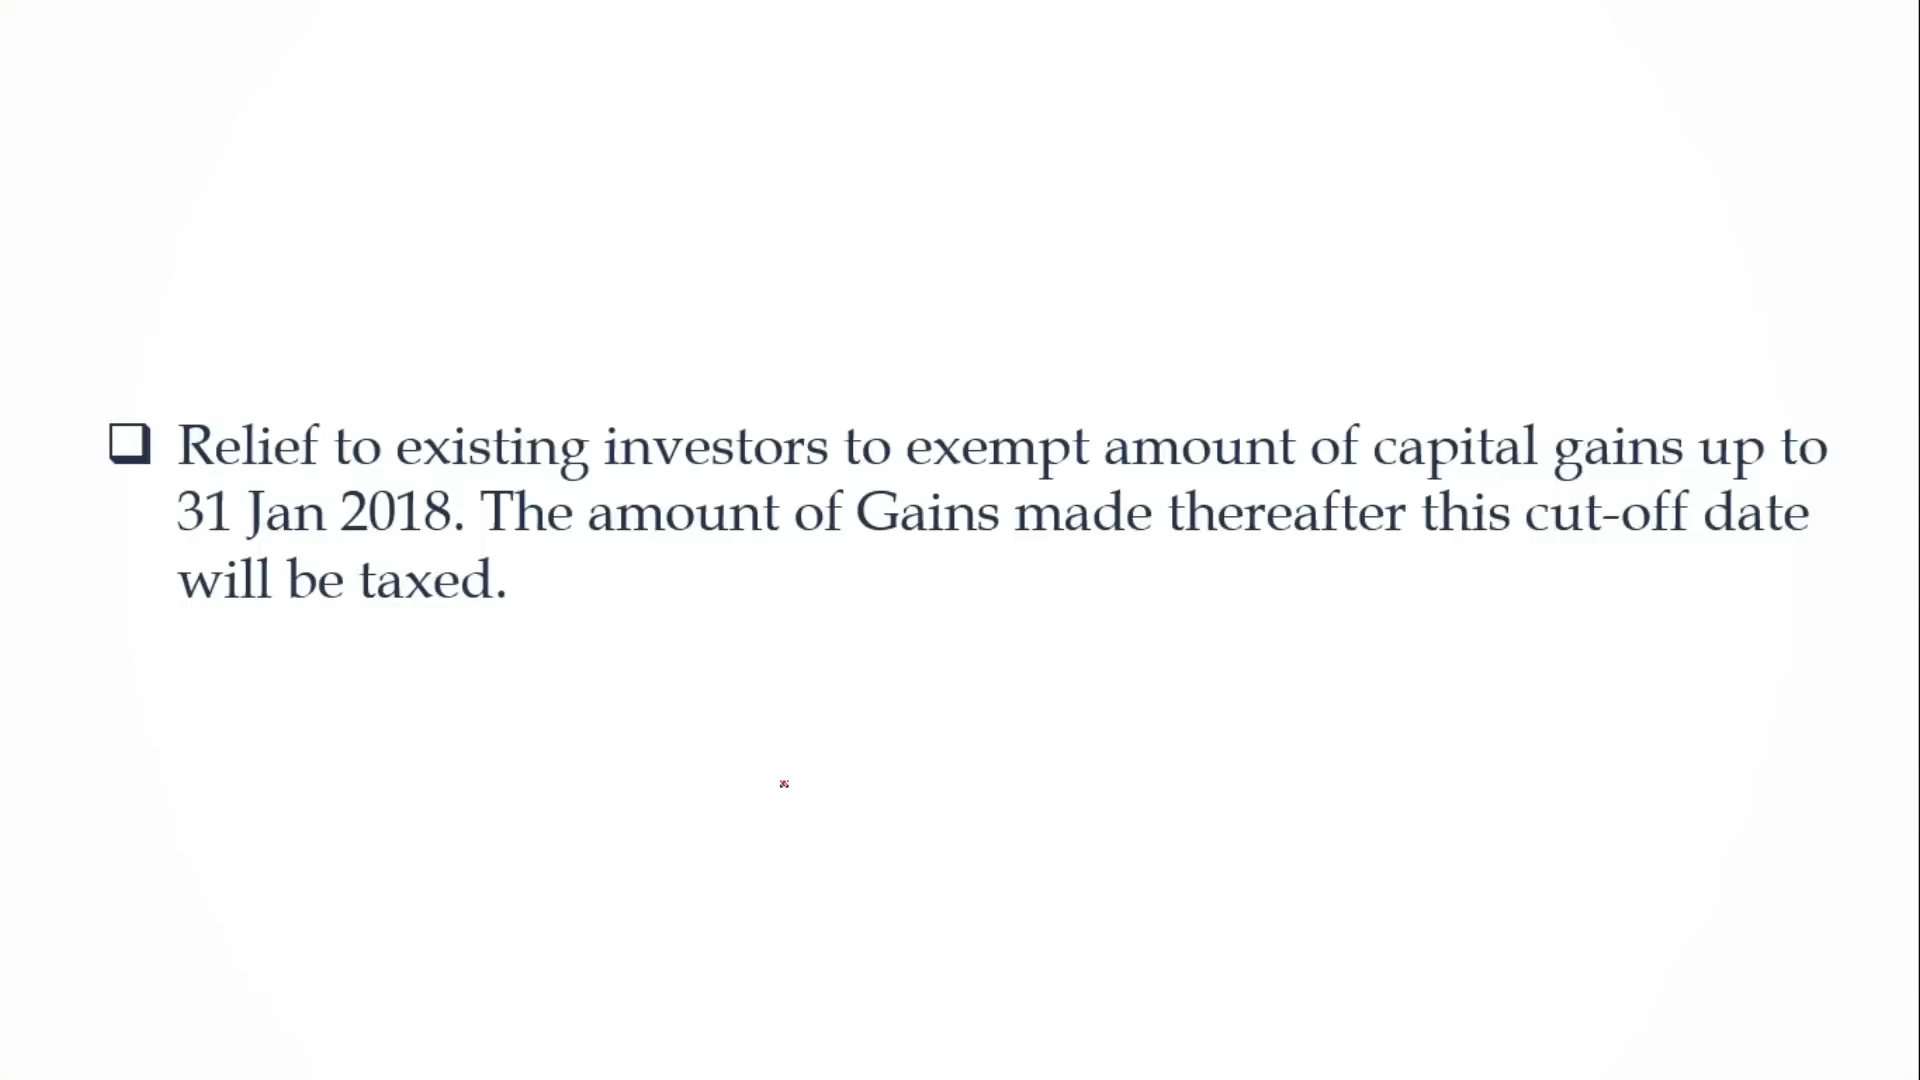 ❑ Relief to existing investors to exempt amount of capital gains up to
31 Jan 2018. The amount of Gains made thereafter this cut-off date
will be taxed.